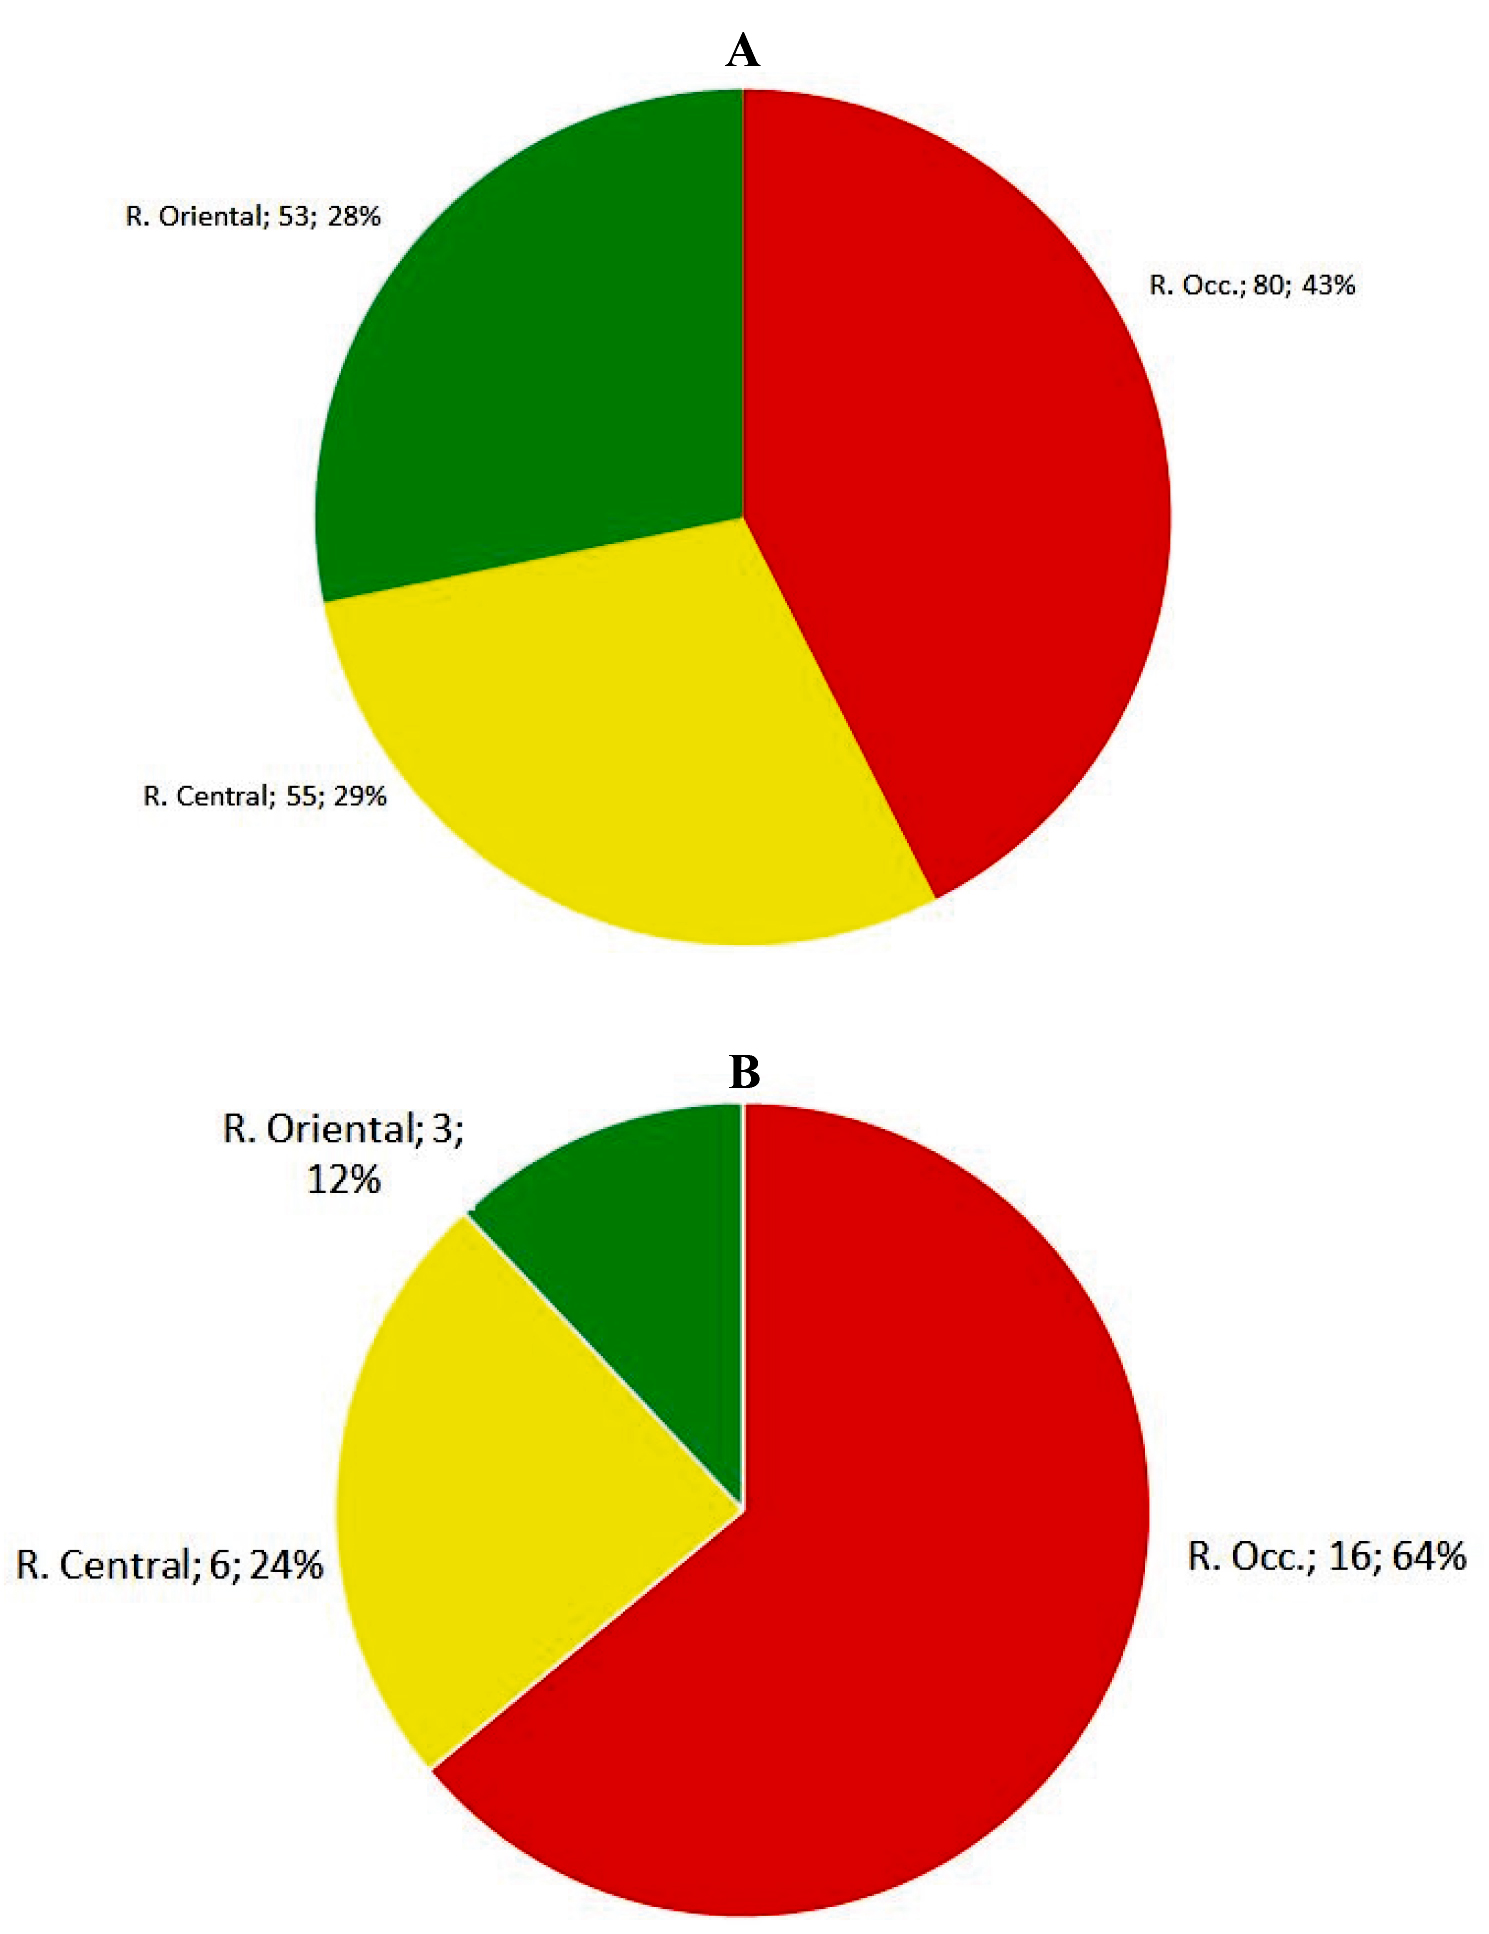 A
R. Oriental; 53; 28%
R. Occ.; 80; 43%
R. Central; 55; 29%
B
R. Oriental; 3;
12%
R. Occ.; 16; 64%
R. Central; 6; 24%